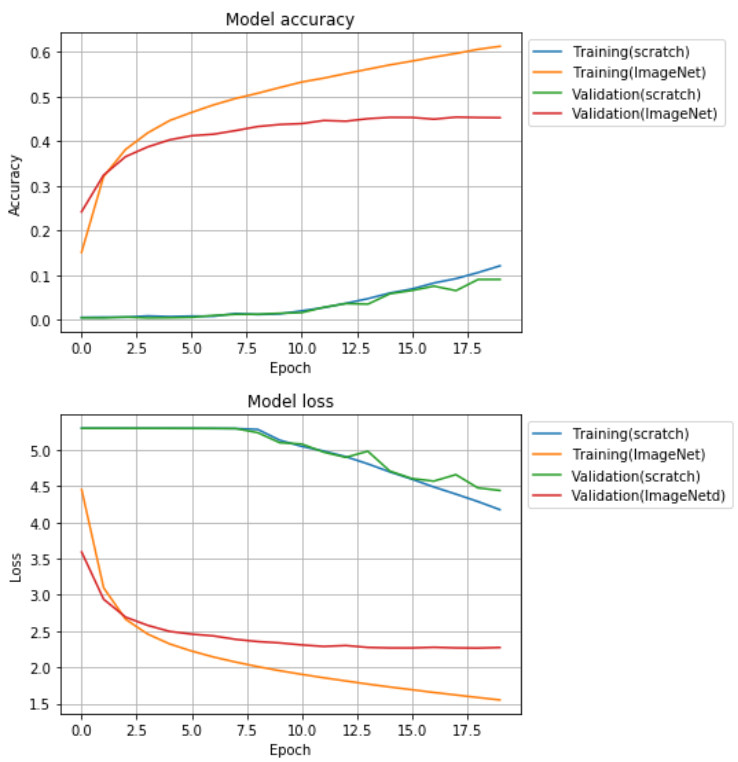 Model accuracy
0.6
0.5
0.4
0.3
0.2
0.1
0.0
Accuracy
0.0 2.5 5.0 7.5 10.0 12.5 15.0 17.5
Epoch
Training(scratch)
Training(ImageNet)
Validation(scratch)
Validation(ImageNet)
Model loss
5.0
4.5
4.0
3.5
3.0
2.5
2.0
1.5
Loss
0.0 2.5 5.0 7.5 10.0 12.5 15.0 17.5
Epoch
Training(scratch)
Training(ImageNet)
Validation(scratch)
Validation(ImageNetd)